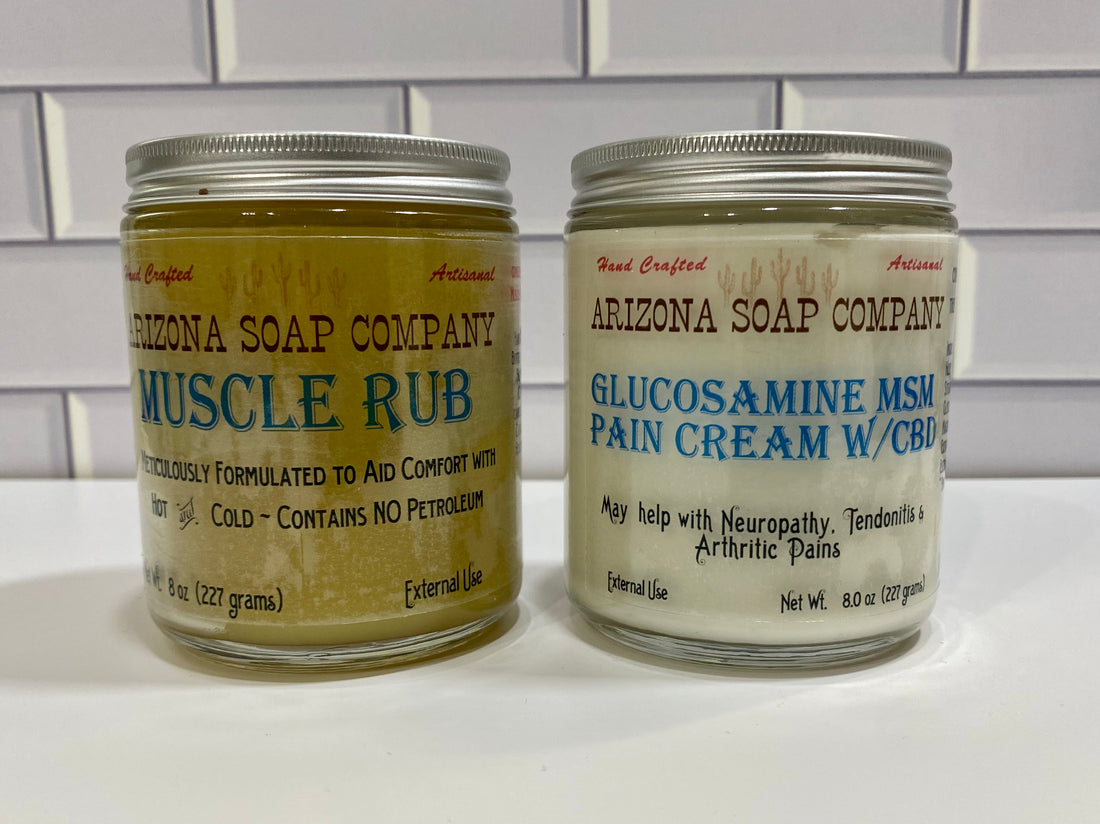 Hand Crafted Artisanal
ARIZONA SOAP COMPANY
MUSCLE RUB
METICULOUSLY FORMULATED TO AID COMFORT WITH
HOT and COLD ~ CONTAINS NO PETROLEUM
Net Wt. 8 oz (227 grams)
External Use
Hand Crafted Artisanal
ARIZONA SOAP COMPANY
GLUCOSAMINE MSM
PAIN CREAM W/CBD
May help with Neuropathy, Tendonitis &
Arthritic Pains
External Use
Net Wt. 8.0 oz (227 grams)